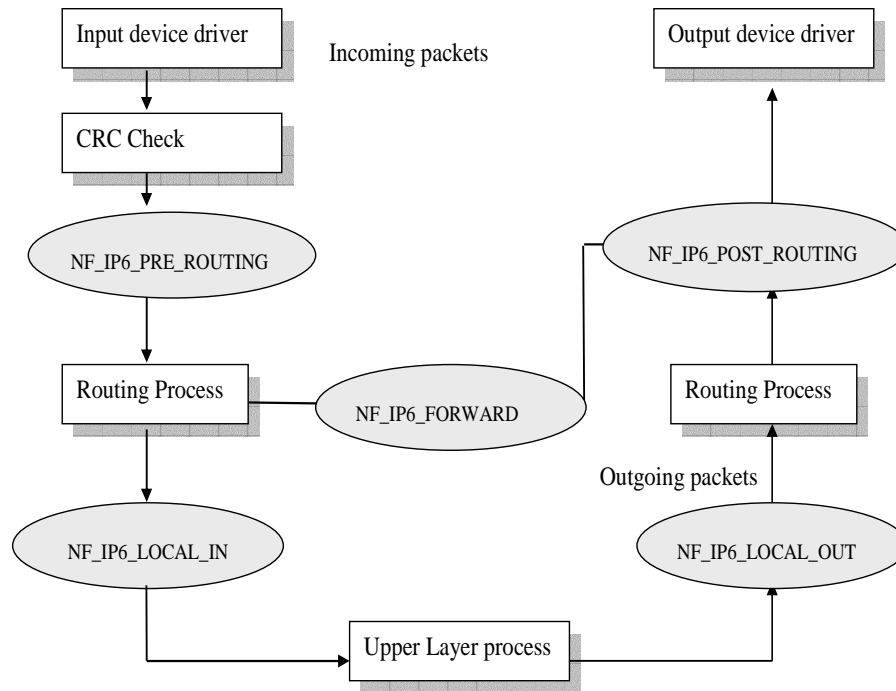 Input device driver
Incoming packets
Output device driver
CRC Check
NF_IP6_PRE_ROUTING
NF_IP6_POST_ROUTING
Routing Process
NF_IP6_FORWARD
Routing Process
Outgoing packets
NF_IP6_LOCAL_IN
NF_IP6_LOCAL_OUT
Upper Layer process